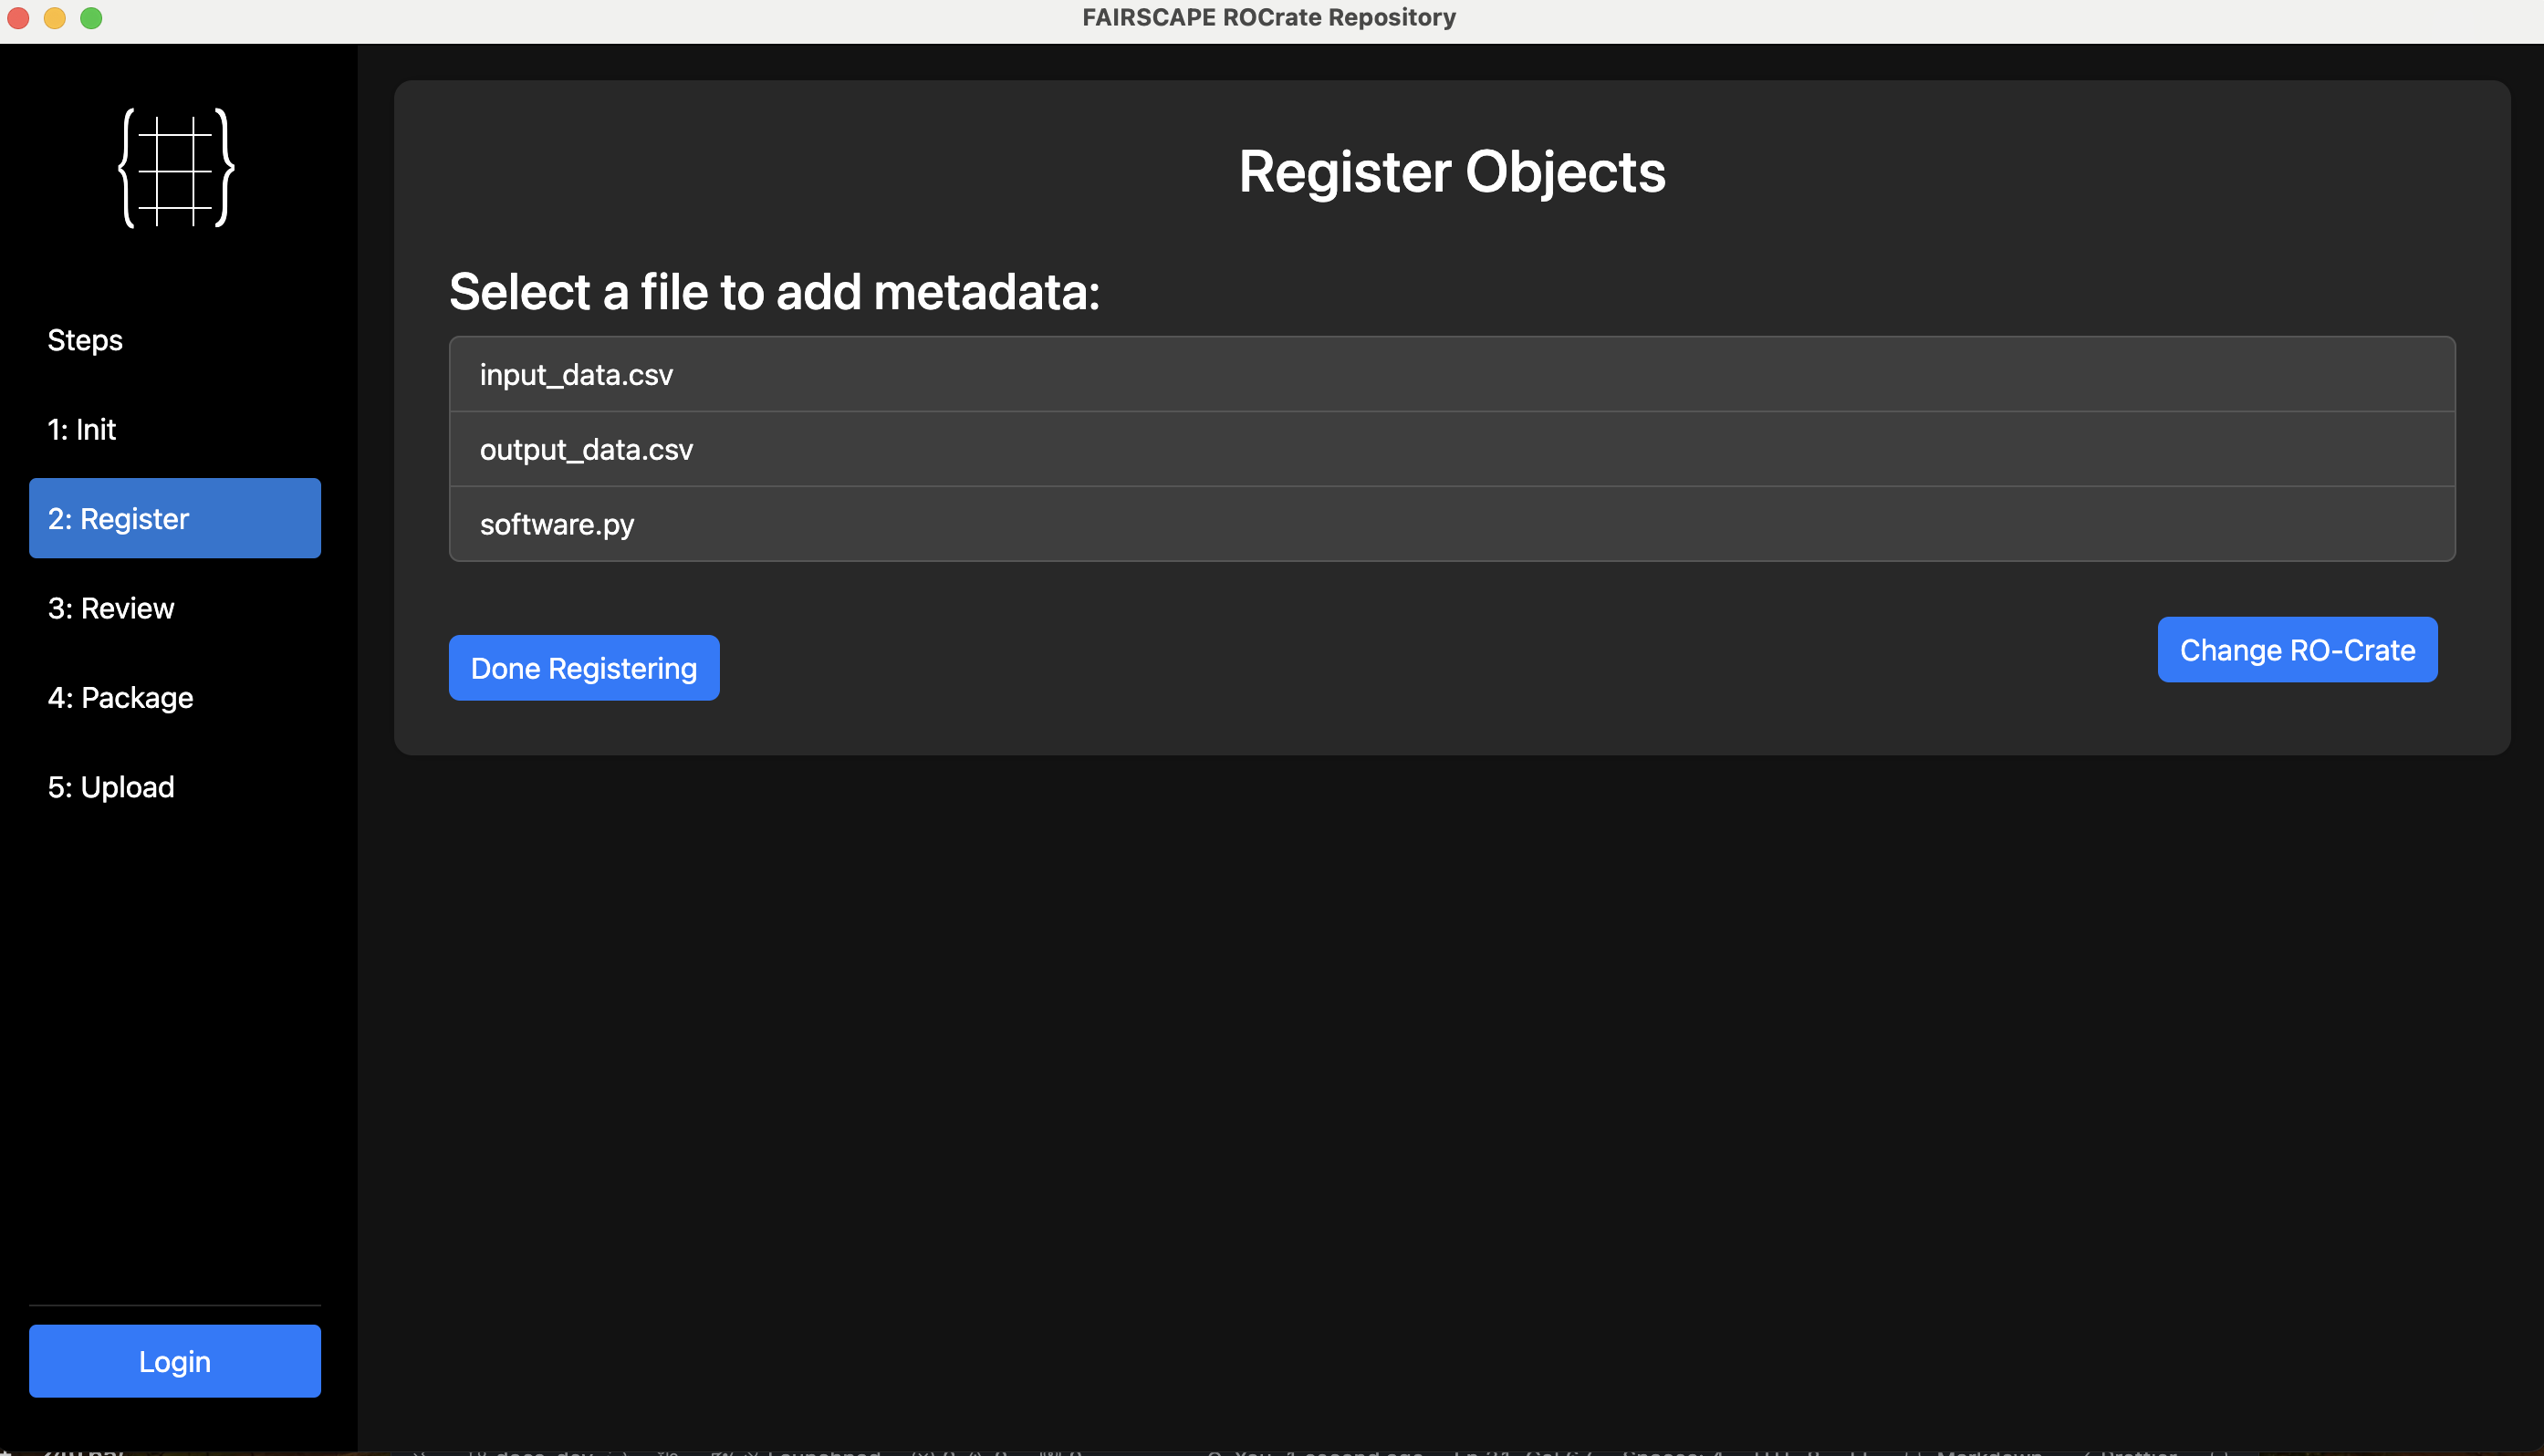 FAIRSCAPE ROCrate Repository
Steps
1: Init
2: Register
3: Review
4: Package
5: Upload
Login
Register Objects
Select a file to add metadata:
input_data.csv
output_data.csv
software.py
Done Registering
Change RO-Crate